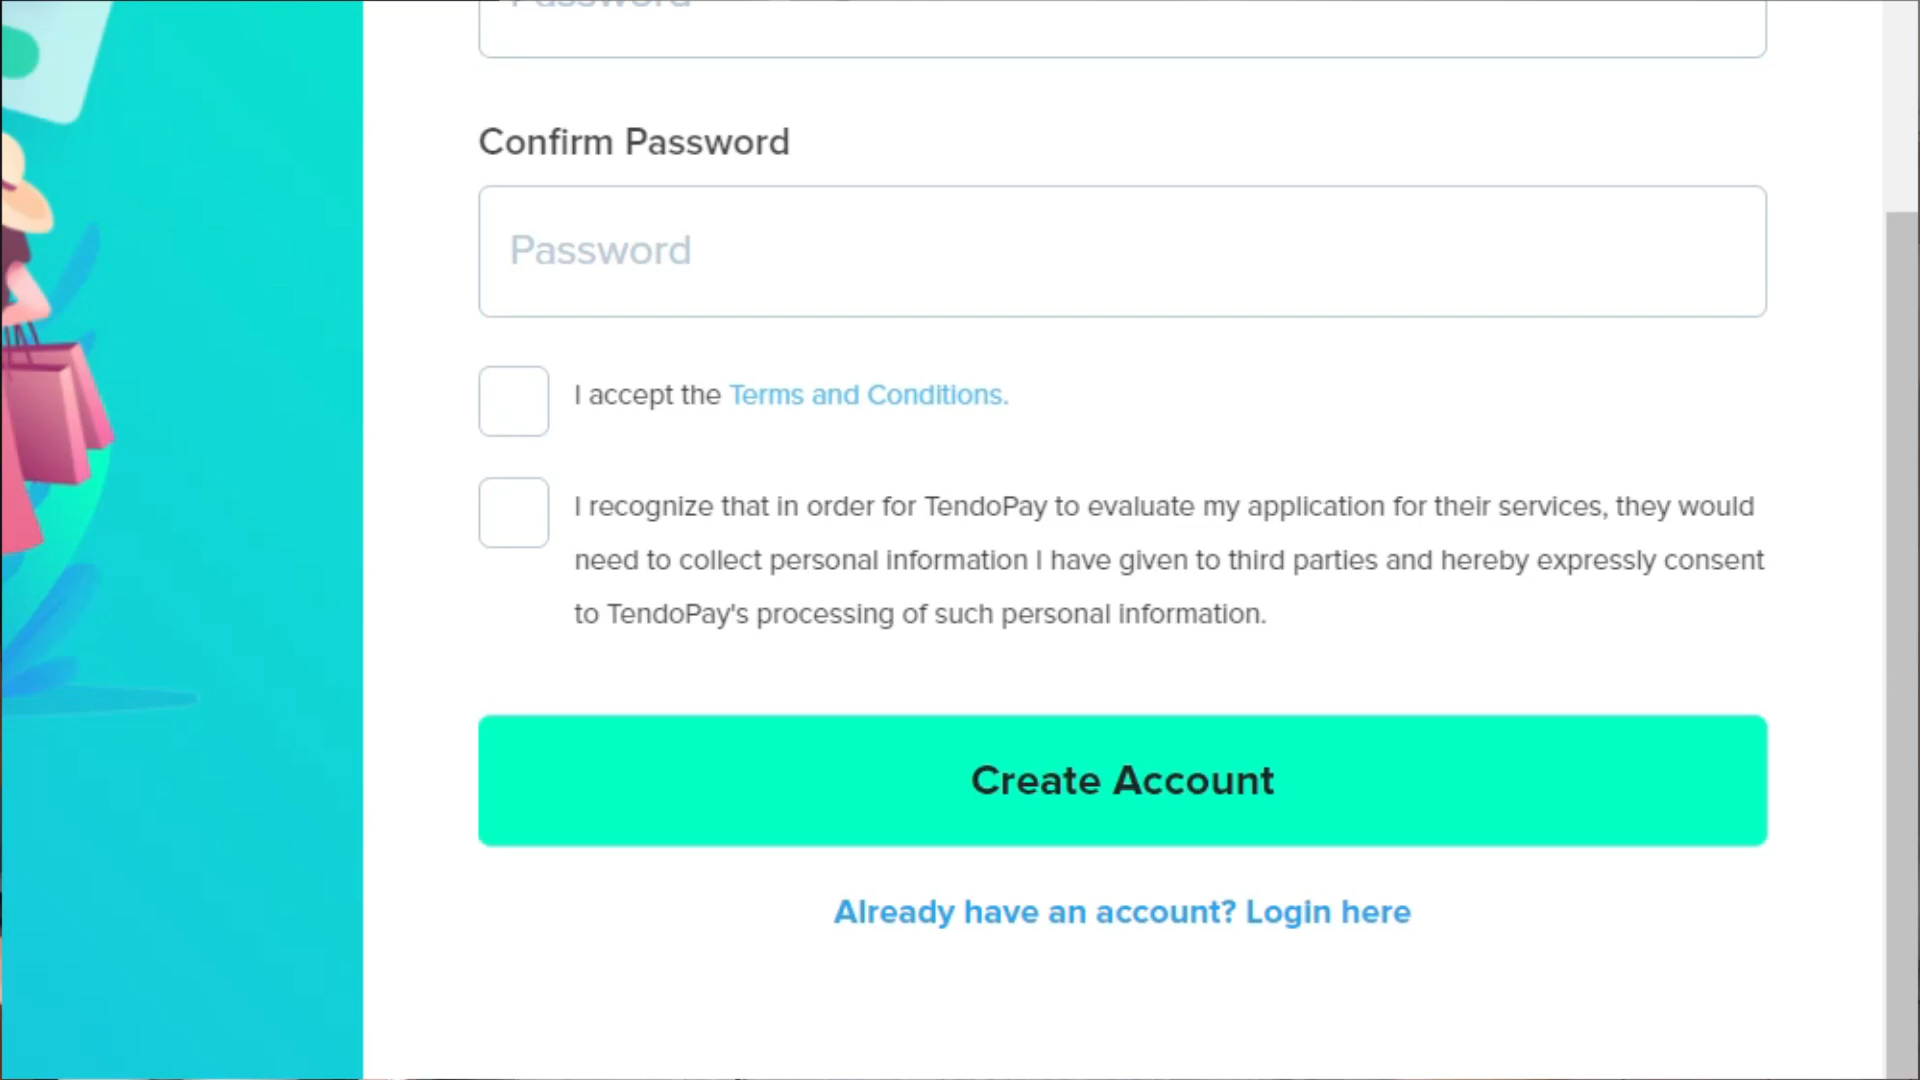 Password
Confirm Password
Password
I accept the Terms and Conditions.
I recognize that in order for TendoPay to evaluate my application for their services, they would
need to collect personal information I have given to third parties and hereby expressly consent
to TendoPay's processing of such personal information.
Create Account
Already have an account? Login here